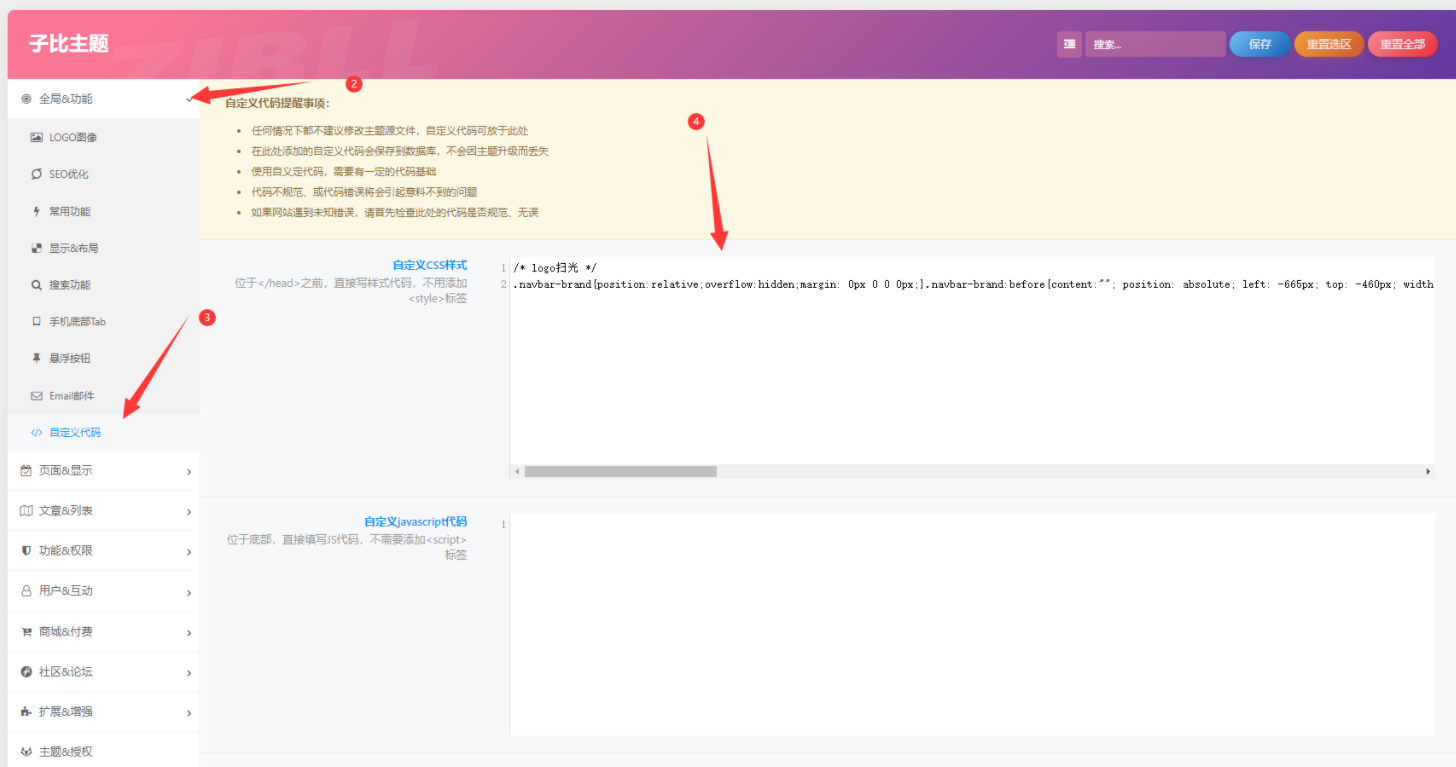 子比主题
ZIBLL
搜索...
保存
重置选区
重置全部
2
全局&功能
LOGO图像
SEO优化
常用功能
显示&布局
搜索功能
手机底部Tab
3
悬浮按钮
Email邮件
自定义代码
页面&显示
文章&列表
功能&权限
用户&互动
商城&付费
社区&论坛
扩展&增强
主题&授权
自定义代码提醒事项:
• 任何情况下都不建议修改主题源文件，自定义代码可放于此处
• 在此处添加的自定义代码会保存到数据库，不会因主题升级而丢失
• 使用自义定代码，需要有一定的代码基础
• 代码不规范、或代码错误将会引起意料不到的问题
• 如果网站遇到未知错误，请首先检查此处的代码是否规范、无误
4
自定义CSS样式
位于</head>之前，直接写样式代码，不用添加
<style>标签
1 /* logo扫光 */
2 .navbar-brand{position:relative;overflow:hidden;margin: 0px 0 0 0px;}.navbar-brand:before{content:""; position: absolute; left: -665px; top: -460px; width
自定义javascript代码
位于底部，直接填写JS代码，不需要添加<script>
标签
1